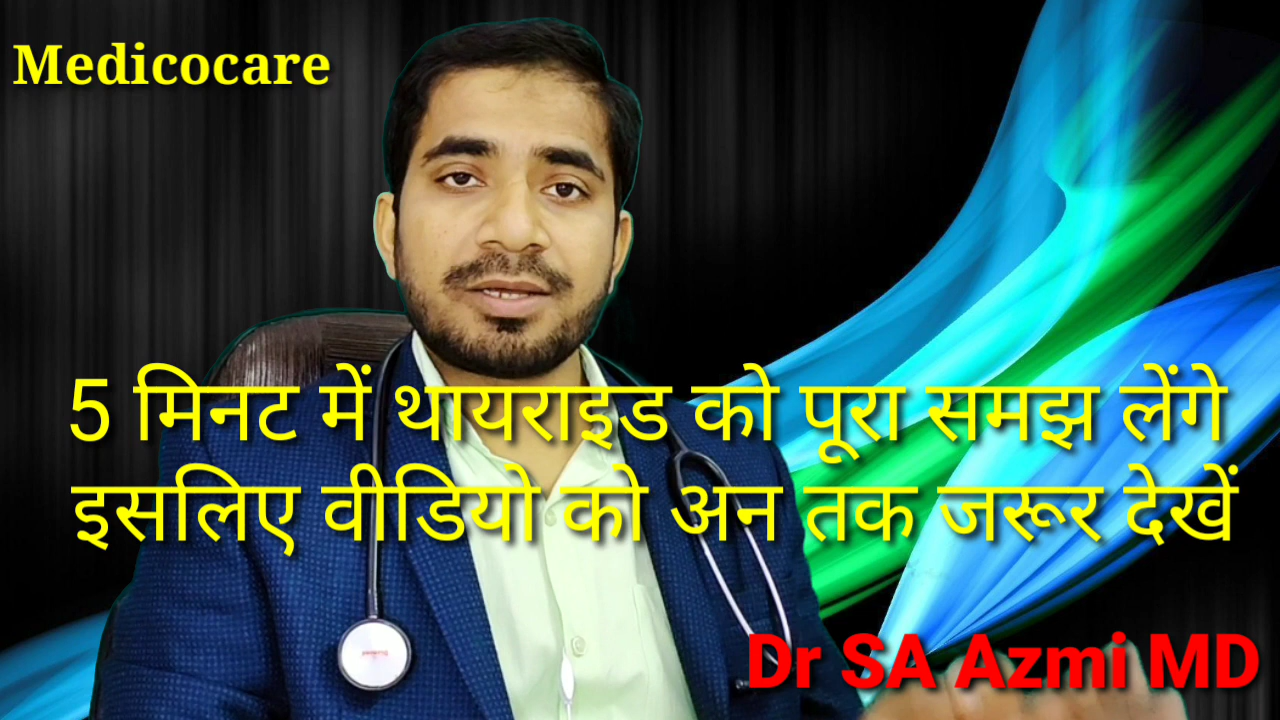 Medicocare
5 मिनट में थायराइड को पूरा समझ लेंगे
इसलिए वीडियो को अन तक जरूर देखें
Dr SA Azmi MD